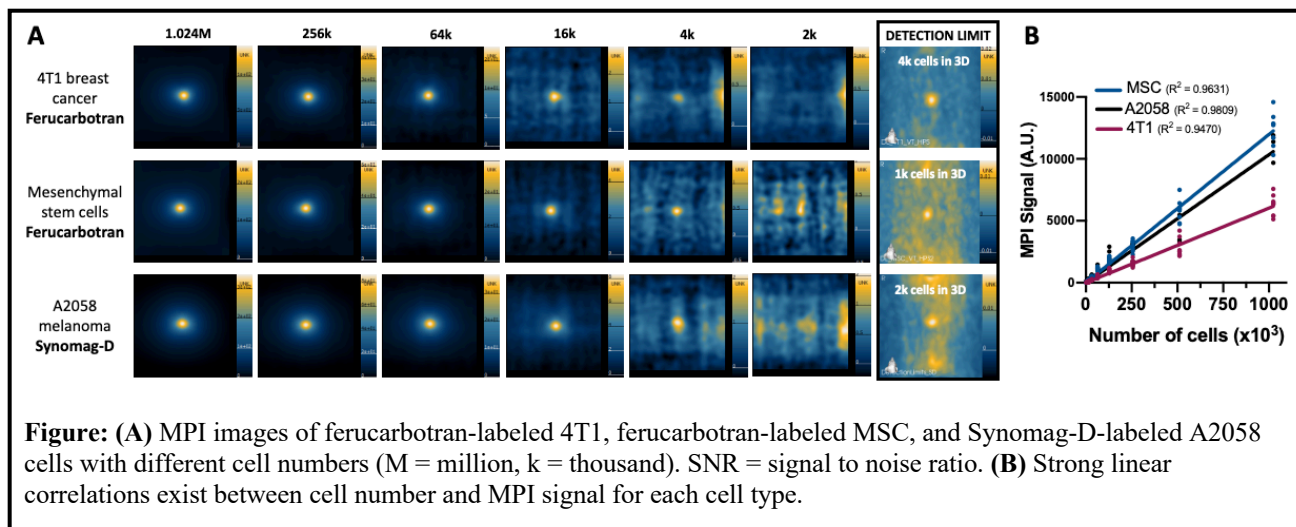 A
1.024M 256k 64k 16k 4k 2k DETECTION LIMIT
4T1 breast
cancer
Ferucarbotran
4k cells in 3D
Mesenchymal
stem cells
Ferucarbotran
1k cells in 3D
A2058
melanoma
Synomag-D
2k cells in 3D
B
MSC (R² = 0.9631)
A2058 (R² = 0.9809)
4T1 (R² = 0.9470)
MPI Signal (A.U.)
15000
10000
5000
0
0 250 500 750 1000
Number of cells (x10³)
Figure: (A) MPI images of ferucarbotran-labeled 4T1, ferucarbotran-labeled MSC, and Synomag-D-labeled A2058
cells with different cell numbers (M = million, k = thousand). SNR = signal to noise ratio. (B) Strong linear
correlations exist between cell number and MPI signal for each cell type.